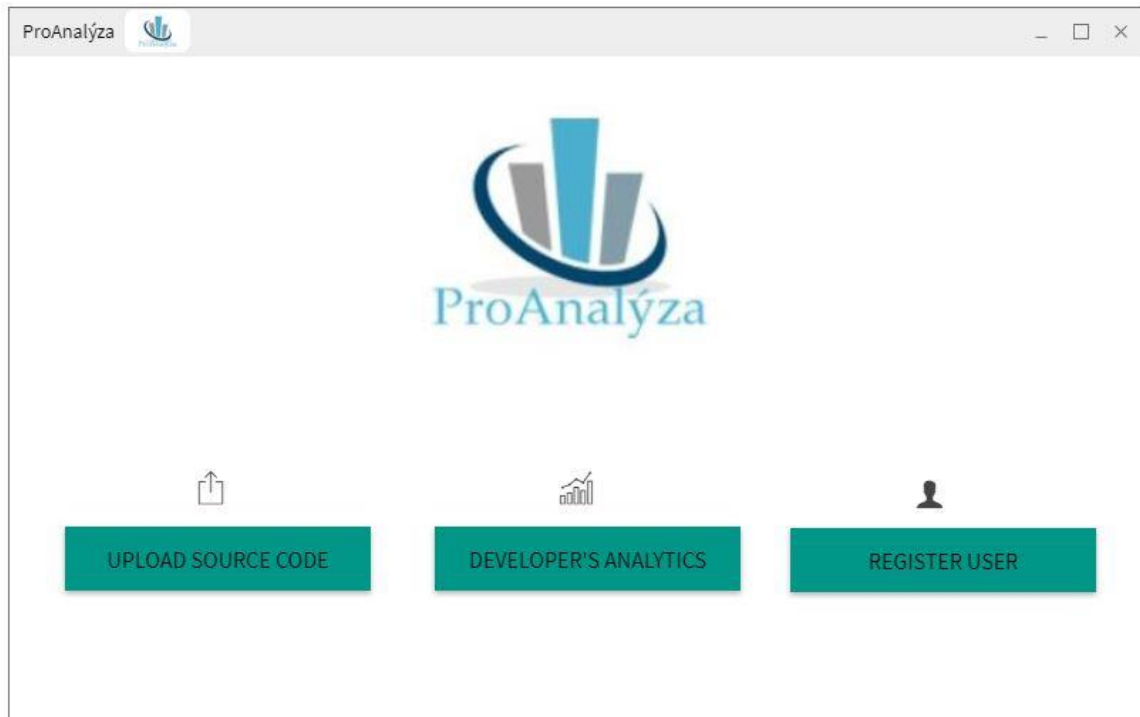 ProAnalýza
ProAnalýza
UPLOAD SOURCE CODE
DEVELOPER'S ANALYTICS
REGISTER USER